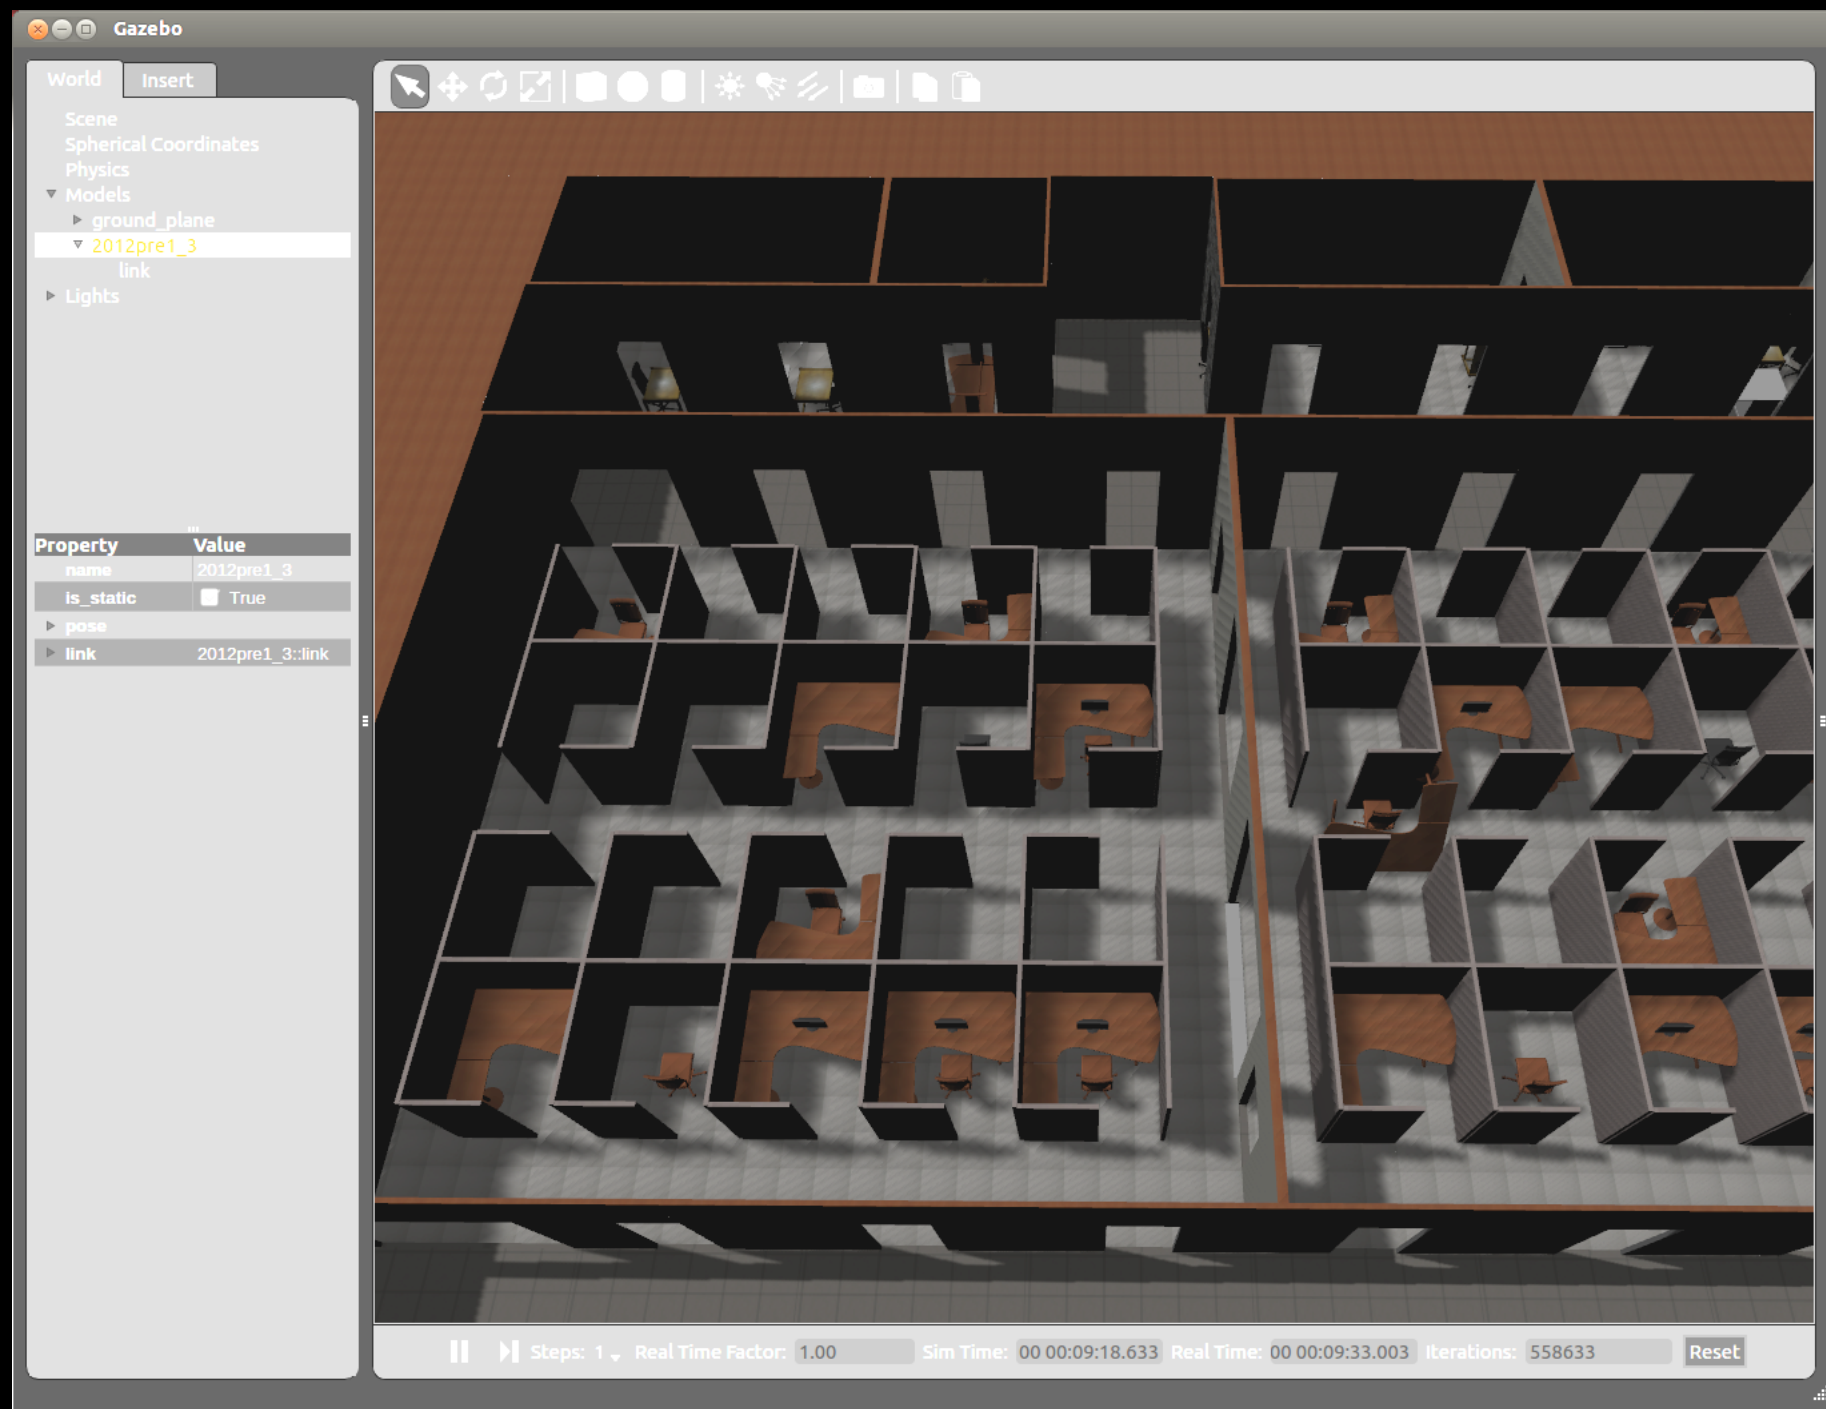 Gazebo
World Insert
Scene
Spherical Coordinates
Physics
Models
ground_plane
2012pre1_3
link
Lights
Property Value
name 2012pre1_3
is_static True
pose
link 2012pre1_3::link
Steps: 1 Real Time Factor: 1.00 Sim Time: 00 00:09:18.633 Real Time: 00 00:09:33.003 Iterations: 558633 Reset